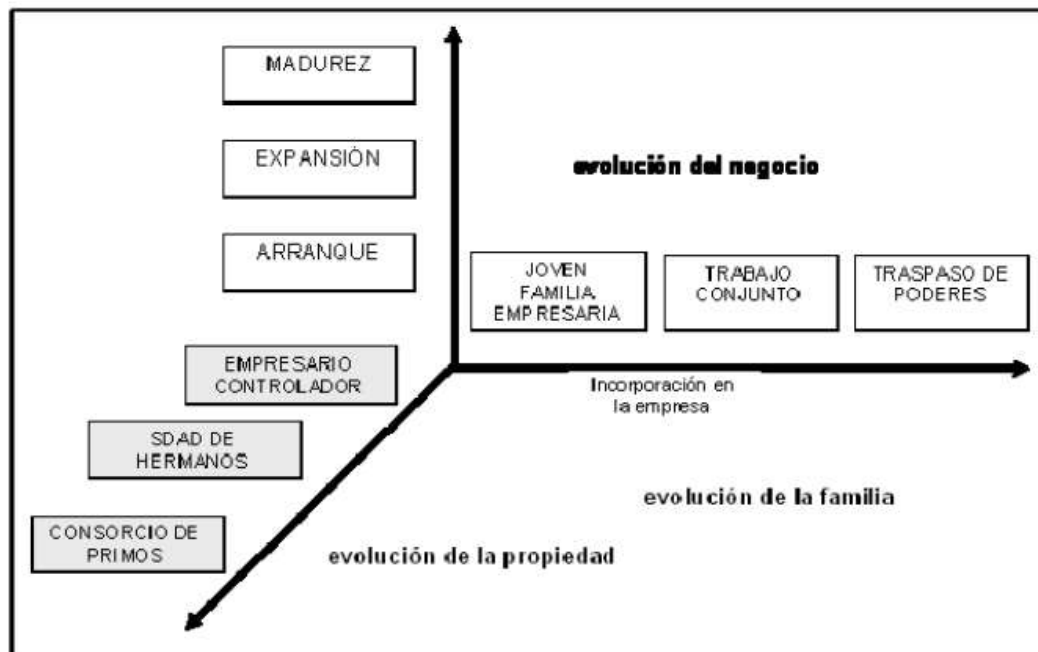 MADUREZ
EXPANSIÓN
evolución del negocio
ARRANQUE
JOVEN
FAMILIA
EMPRESARIA
TRABAJO
CONJUNTO
TRASPASO DE
PODERES
EMPRESARIO
CONTROLADOR
Incorporación en
la empresa
SDAD DE
HERMANOS
evolución de la familia
CONSORCIO DE
PRIMOS
evolución de la propiedad